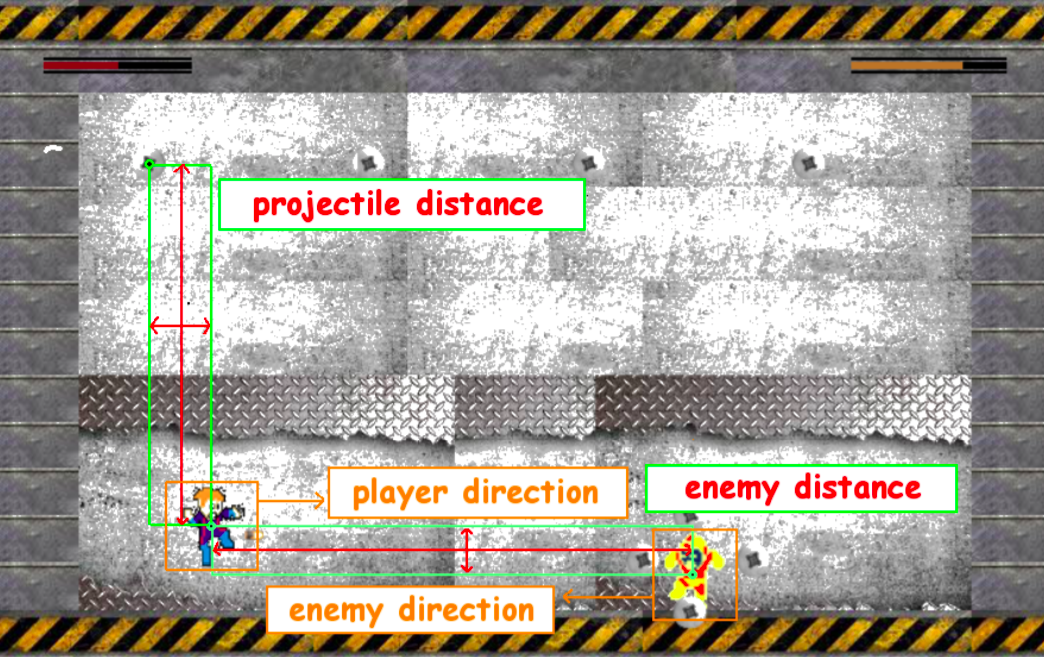 projectile distance
player direction
enemy distance
enemy direction